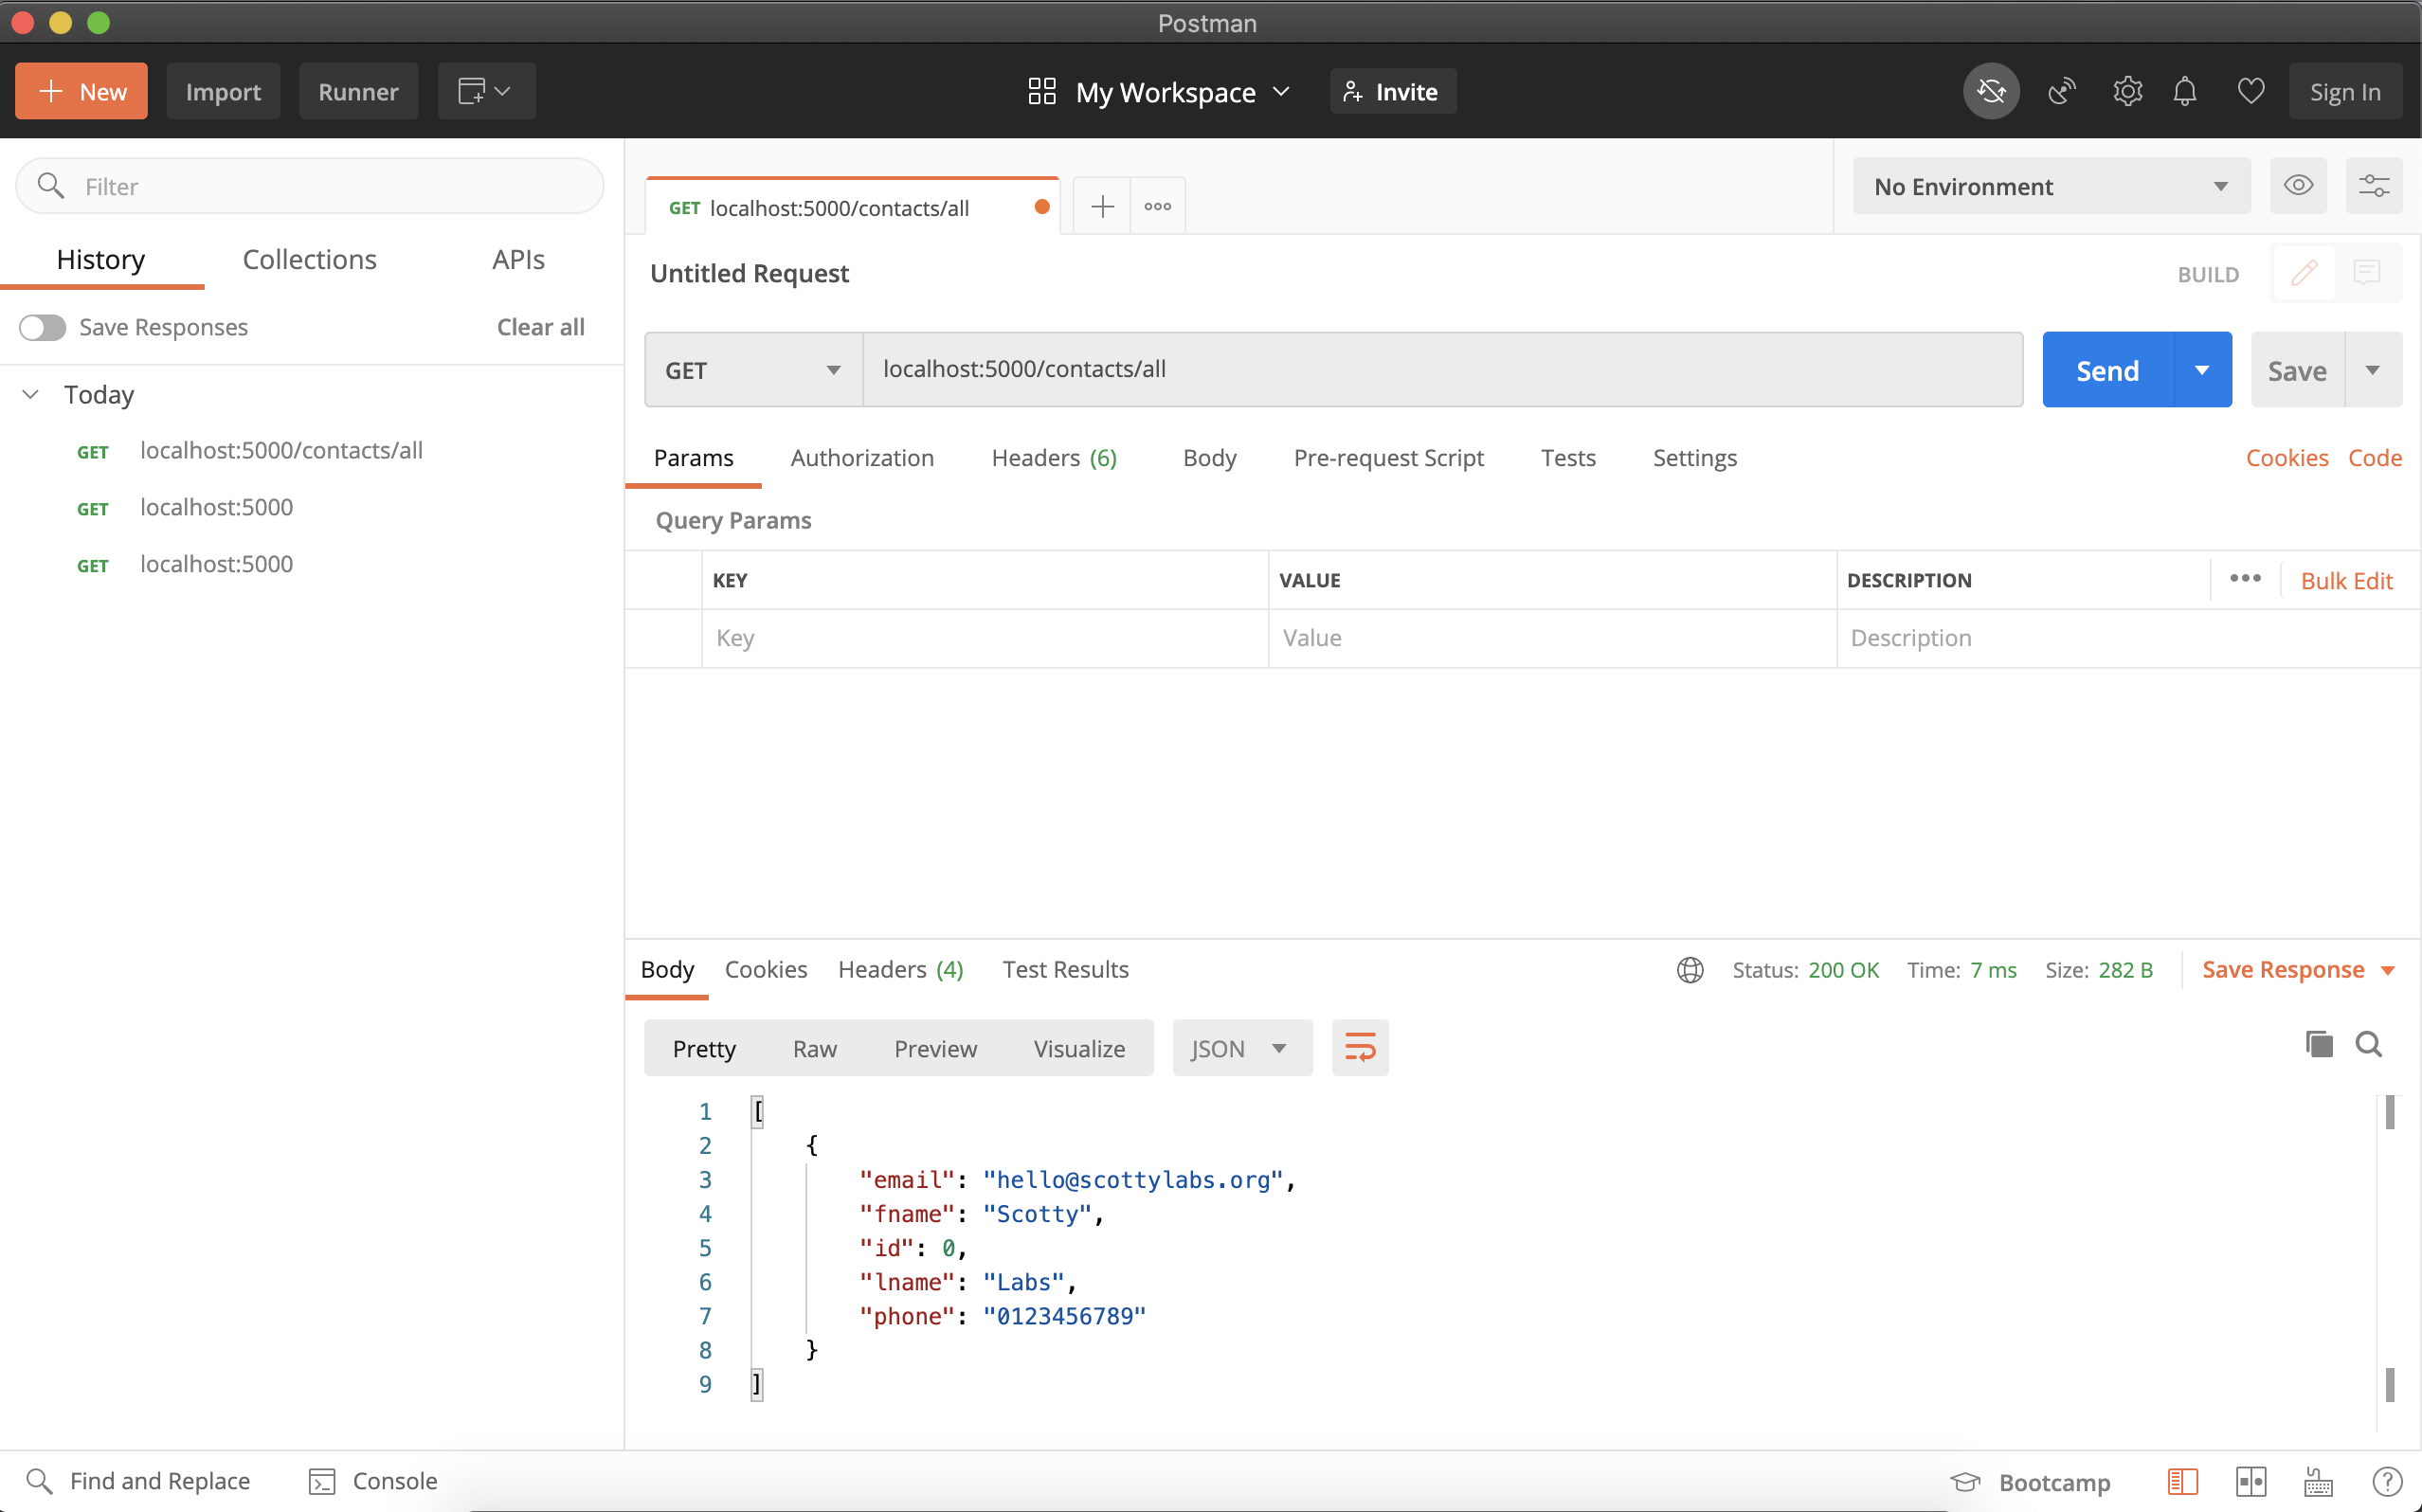 Postman
New Import Runner My Workspace Invite Sign In
Filter
GET localhost:5000/contacts/all
No Environment
History Collections APIs
Untitled Request
BUILD
Save Responses Clear all
GET localhost:5000/contacts/all Send Save
Today
GET localhost:5000/contacts/all
GET localhost:5000
GET localhost:5000
Params Authorization Headers (6) Body Pre-request Script Tests Settings Cookies Code
Query Params
KEY VALUE DESCRIPTION Bulk Edit
Key Value Description
Body Cookies Headers (4) Test Results Status: 200 OK Time: 7 ms Size: 282 B Save Response
Pretty Raw Preview Visualize JSON
1 [
2 {
3 "email": "hello@scottylabs.org",
4 "fname": "Scotty",
5 "id": 0,
6 "lname": "Labs",
7 "phone": "0123456789"
8 }
9 ]
Find and Replace Console Bootcamp